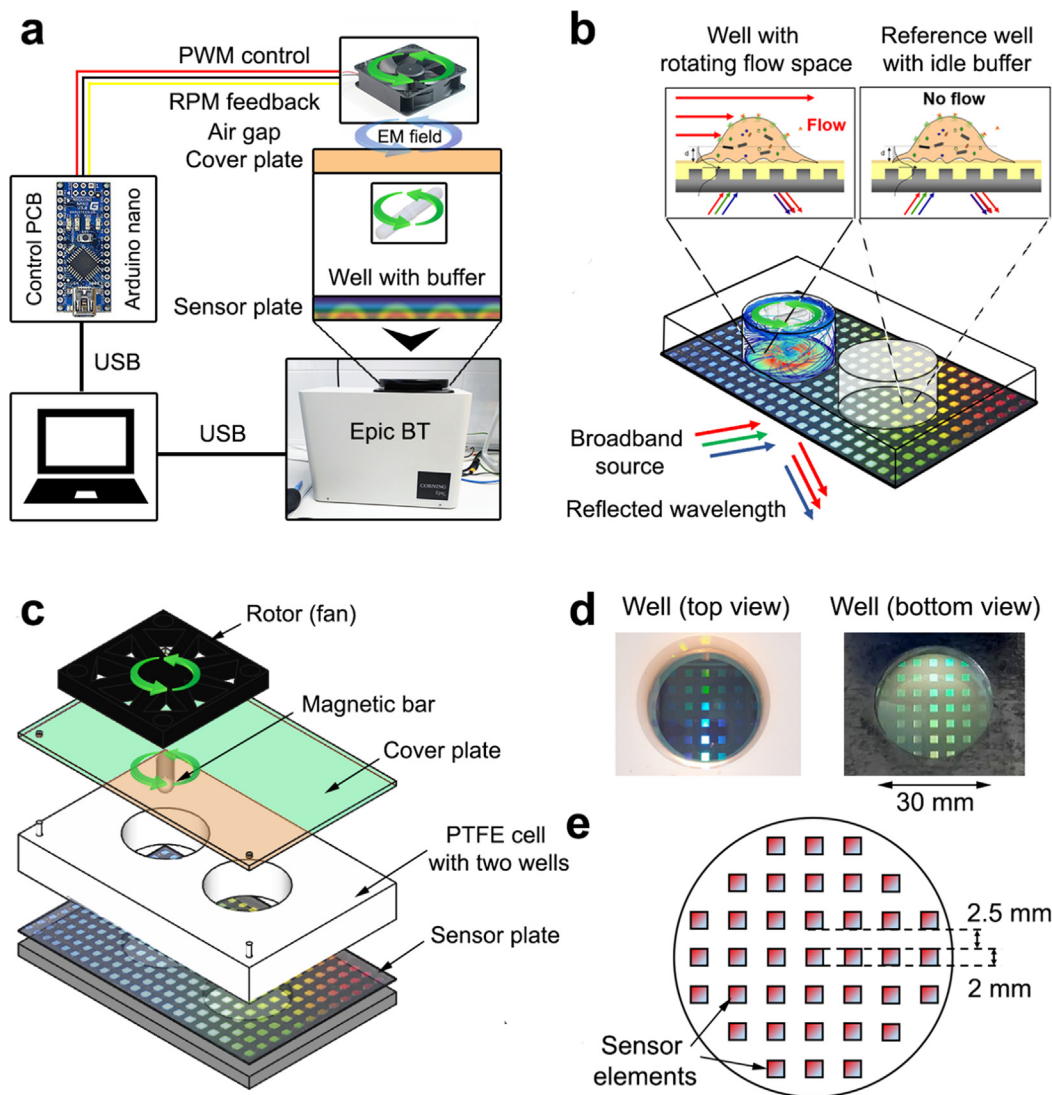 a
PWM control
RPM feedback
Air gap
EM field
Cover plate
Control PCB
Arduino nano
Well with buffer
Sensor plate
USB
USB
Epic BT
CORNING
b
Well with
rotating flow space
Reference well
with idle buffer
Flow
No flow
d
d
Broadband
source
Reflected wavelength
c
Rotor (fan)
Magnetic bar
Cover plate
PTFE cell
with two wells
Sensor plate
d
Well (top view)
Well (bottom view)
30 mm
e
2.5 mm
2 mm
Sensor
elements